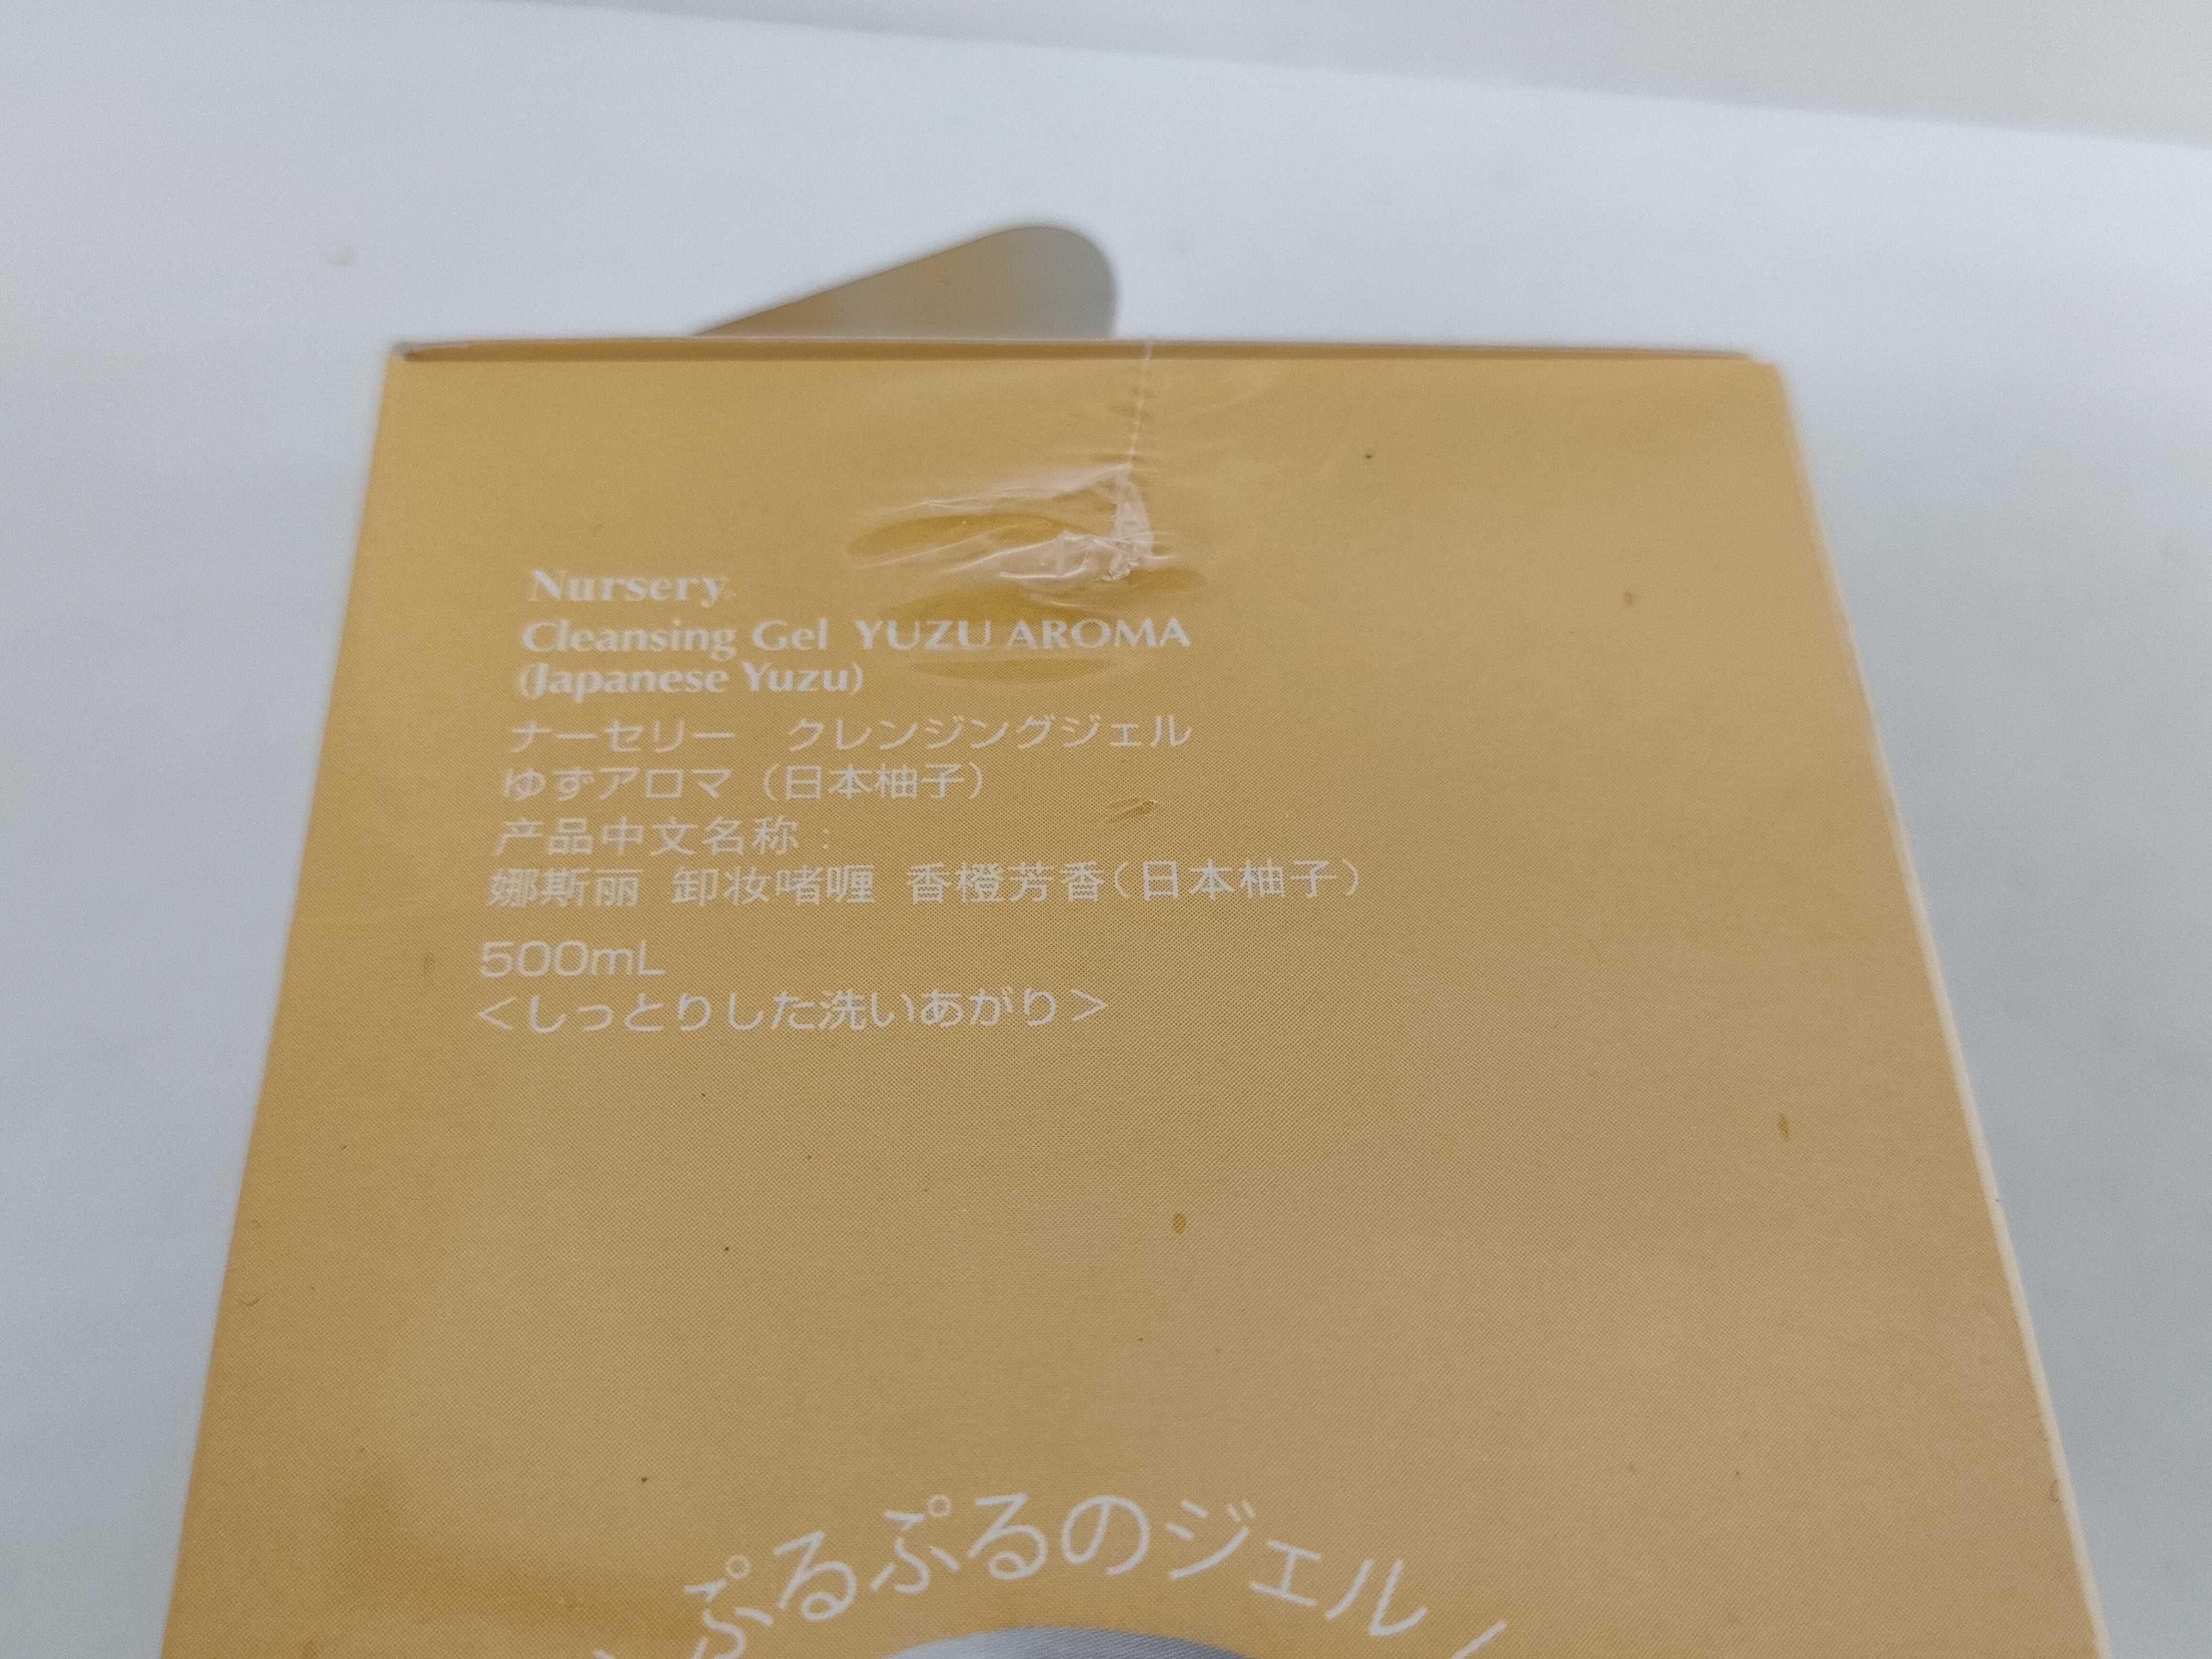 Nursery
Cleansing Gel YUZU AROMA
(Japanese Yuzu)
ナーセリー　クレンジングジェル
ゆずアロマ（日本柚子）
产品中文名称：
娜斯丽 卸妆啫喱 香橙芳香（日本柚子）
500mL
＜しっとりした洗いあがり＞
ぷるぷるのジェル